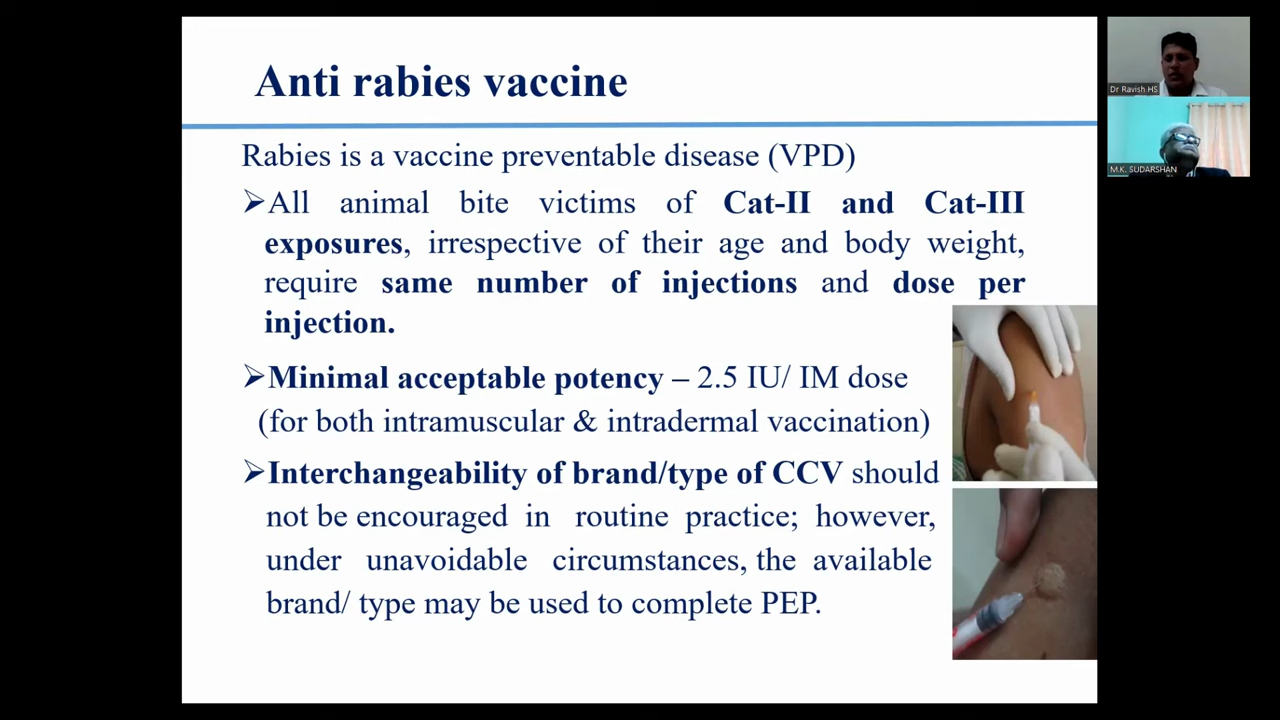 Anti rabies vaccine
Rabies is a vaccine preventable disease (VPD)
➢All animal bite victims of Cat-II and Cat-III
exposures, irrespective of their age and body weight,
require same number of injections and dose per
injection.
➢Minimal acceptable potency – 2.5 IU/ IM dose
(for both intramuscular & intradermal vaccination)
➢Interchangeability of brand/type of CCV should
not be encouraged in routine practice; however,
under unavoidable circumstances, the available
brand/ type may be used to complete PEP.
Dr Ravish HS
M.K. SUDARSHAN